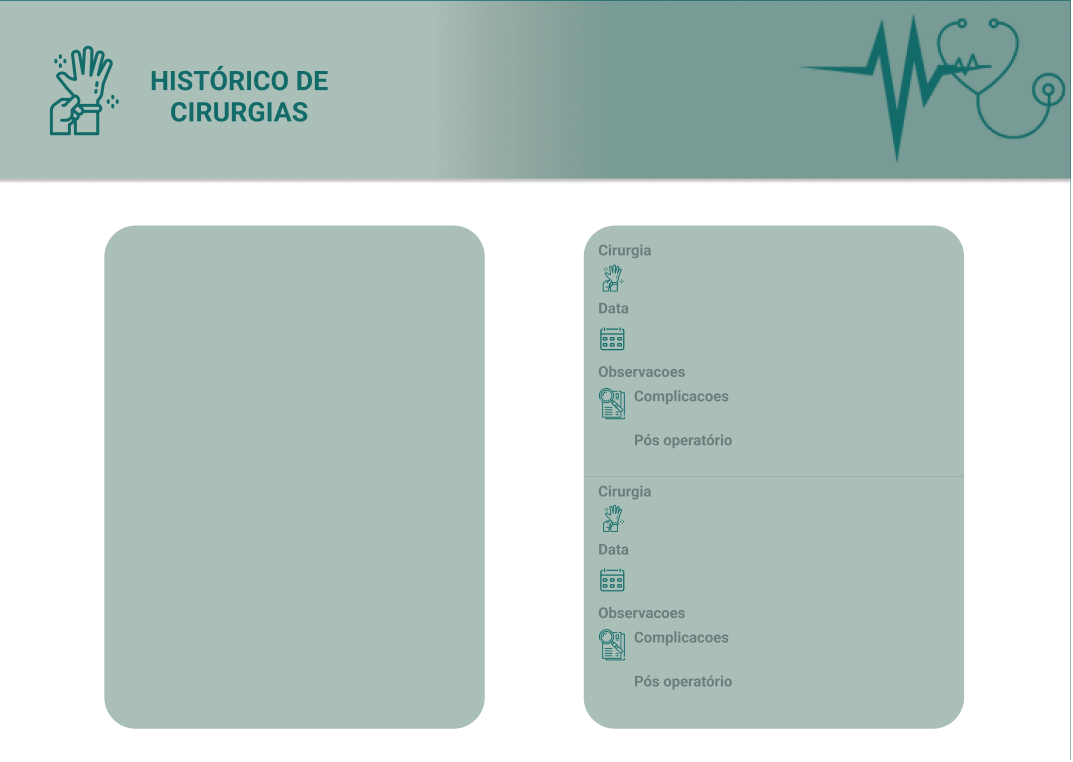 HISTÓRICO DE
CIRURGIAS
Cirurgia
Data
Observacoes
Complicacoes
Pós operatório
Cirurgia
Data
Observacoes
Complicacoes
Pós operatório